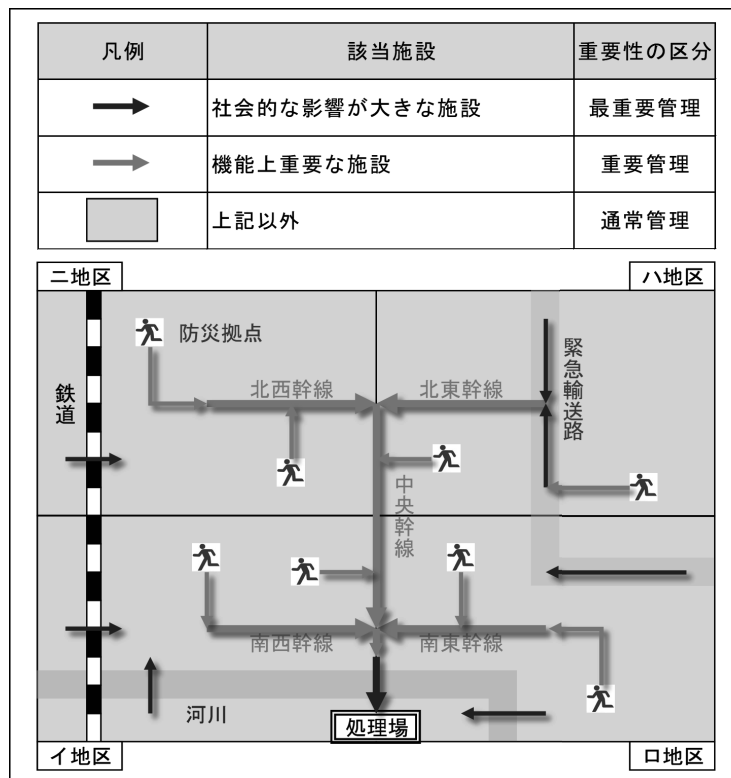 凡例 該当施設 重要性の区分
社会的な影響が大きな施設 最重要管理
機能上重要な施設 重要管理
上記以外 通常管理
ニ地区 ハ地区
防災拠点
鉄道
北西幹線 北東幹線
緊急輸送路
中央幹線
南西幹線 南東幹線
河川
処理場
イ地区 ロ地区